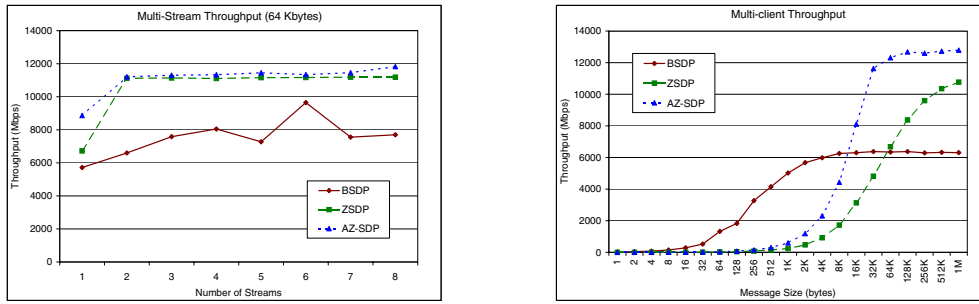 Multi-Stream Throughput (64 Kbytes)
14000
12000
10000
8000
6000
4000
2000
0
Throughput (Mbps)
BSDP
ZSDP
AZ-SDP
1 2 3 4 5 6 7 8
Number of Streams
Multi-client Throughput
14000
12000
10000
8000
6000
4000
2000
0
Throughput (Mbps)
BSDP
ZSDP
AZ-SDP
1 2 4 8 16 32 64 128 256 512 1K 2K 4K 8K 16K 32K 64K 128K 256K 512K 1M
Message Size (bytes)